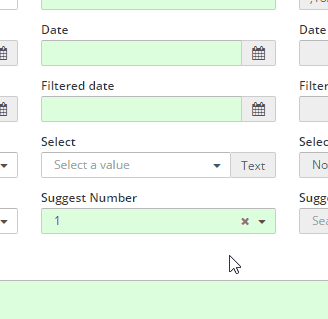 Date
Date
Filtered date
Filter
Select
Selec
Select a value
Text
No
Suggest Number
Sugge
1
Sea